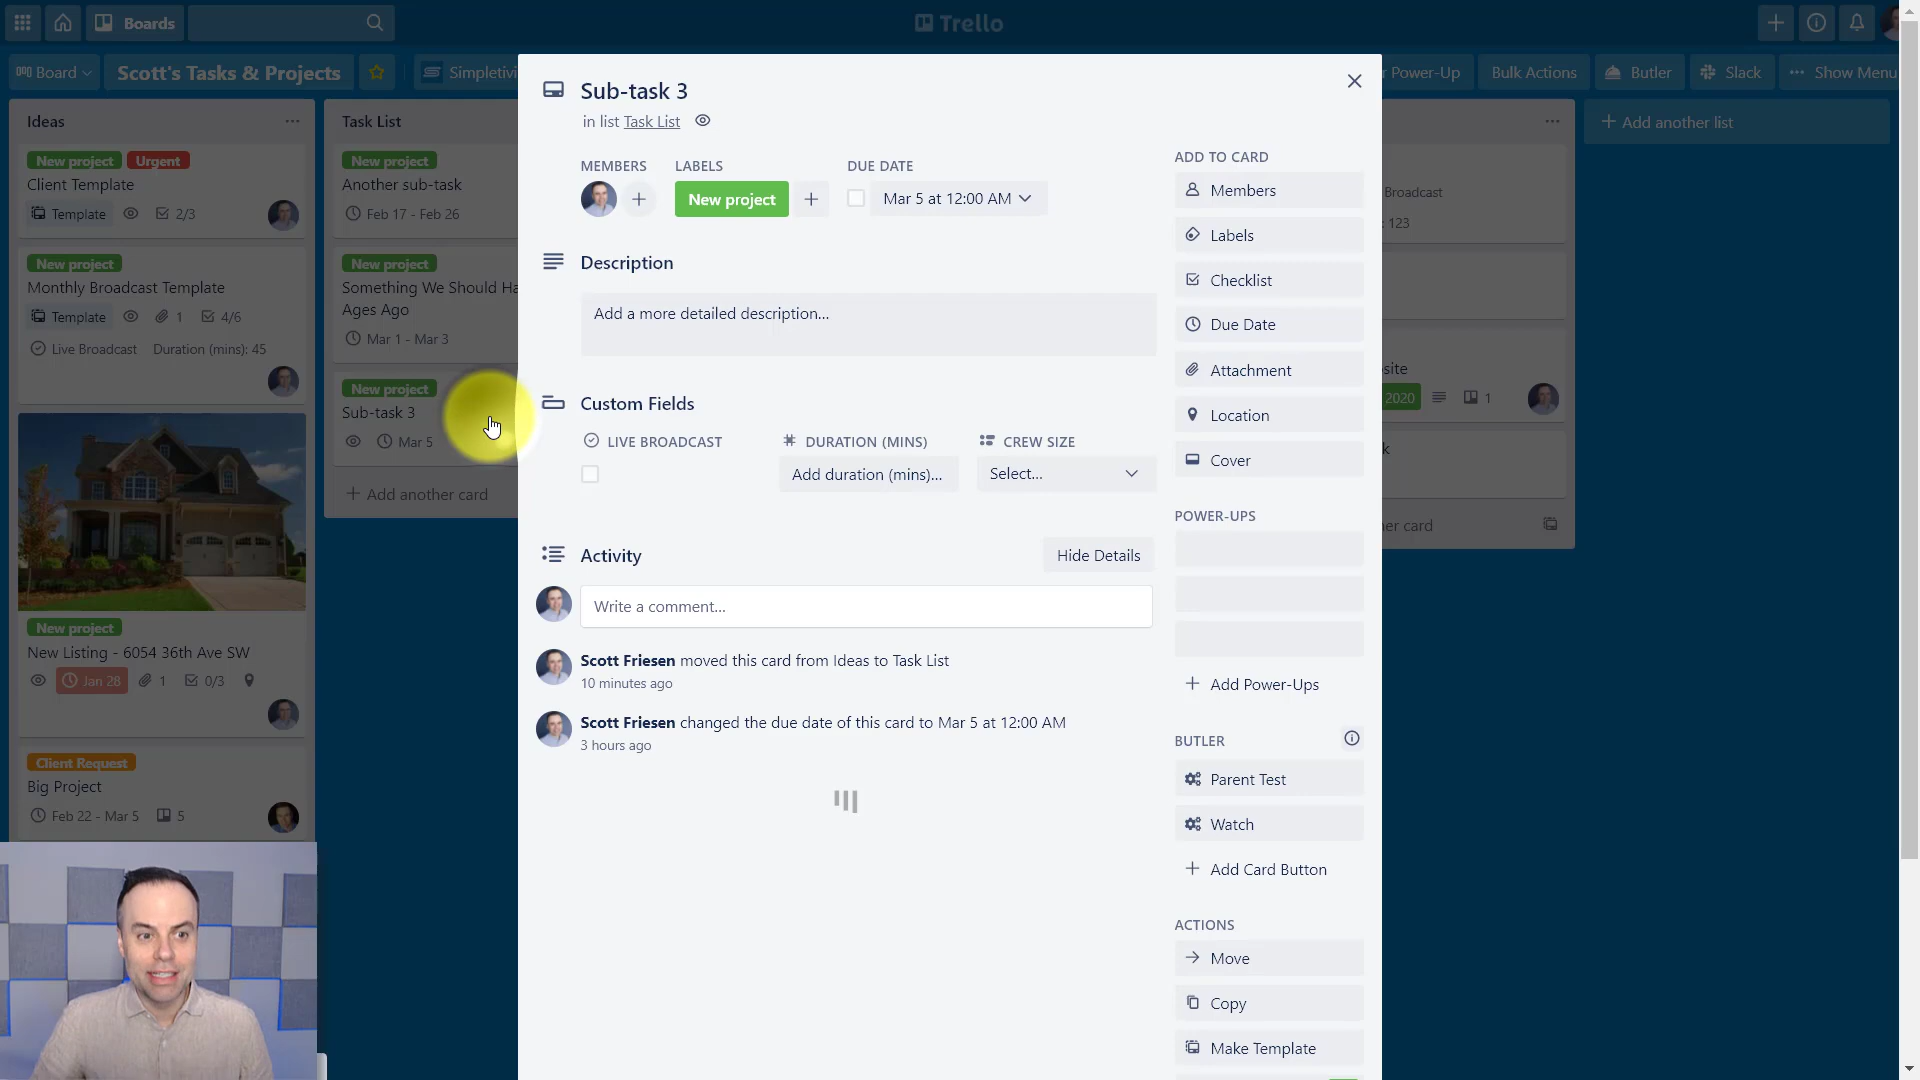 Boards
Trello
Board
Scott's Tasks & Projects
Simpletivi
r Power-Up
Bulk Actions
Butler
Slack
Show Menu
Ideas
New project Urgent
Client Template
Template 2/3
New project
Monthly Broadcast Template
Template 1 4/6
Live Broadcast Duration (mins): 45
New project
New Listing - 6054 36th Ave SW
Jan 28 1 0/3
Client Request
Big Project
Feb 22 - Mar 5 5
Task List
New project
Another sub-task
Feb 17 - Feb 26
New project
Something We Should Ha
Ages Ago
Mar 1 - Mar 3
New project
Sub-task 3
Mar 5
+ Add another card
Sub-task 3
in list Task List
MEMBERS LABELS DUE DATE
New project
Mar 5 at 12:00 AM
Description
Add a more detailed description...
Custom Fields
LIVE BROADCAST DURATION (MINS) CREW SIZE
Add duration (mins)... Select...
Activity Hide Details
Write a comment...
Scott Friesen moved this card from Ideas to Task List
10 minutes ago
Scott Friesen changed the due date of this card to Mar 5 at 12:00 AM
3 hours ago
ADD TO CARD
Members
Labels
Checklist
Due Date
Attachment
Location
Cover
POWER-UPS
+ Add Power-Ups
BUTLER
Parent Test
Watch
+ Add Card Button
ACTIONS
Move
Copy
Make Template
Broadcast
: 123
osite
2020 1
k
er card
+ Add another list